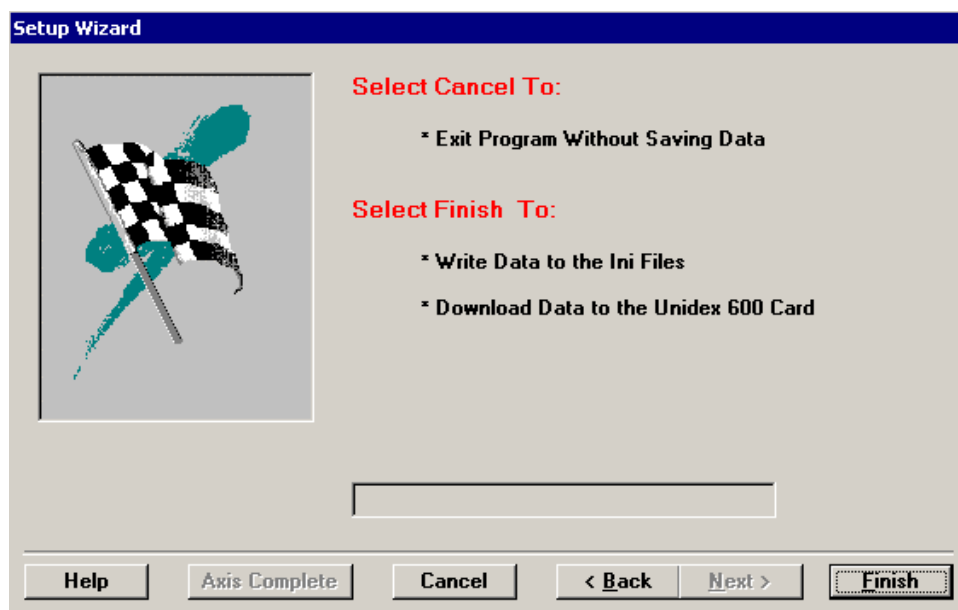 Setup Wizard
Select Cancel To:
* Exit Program Without Saving Data
Select Finish To:
* Write Data to the Ini Files
* Download Data to the Unidex 600 Card
Help Axis Complete Cancel < Back Next > Finish